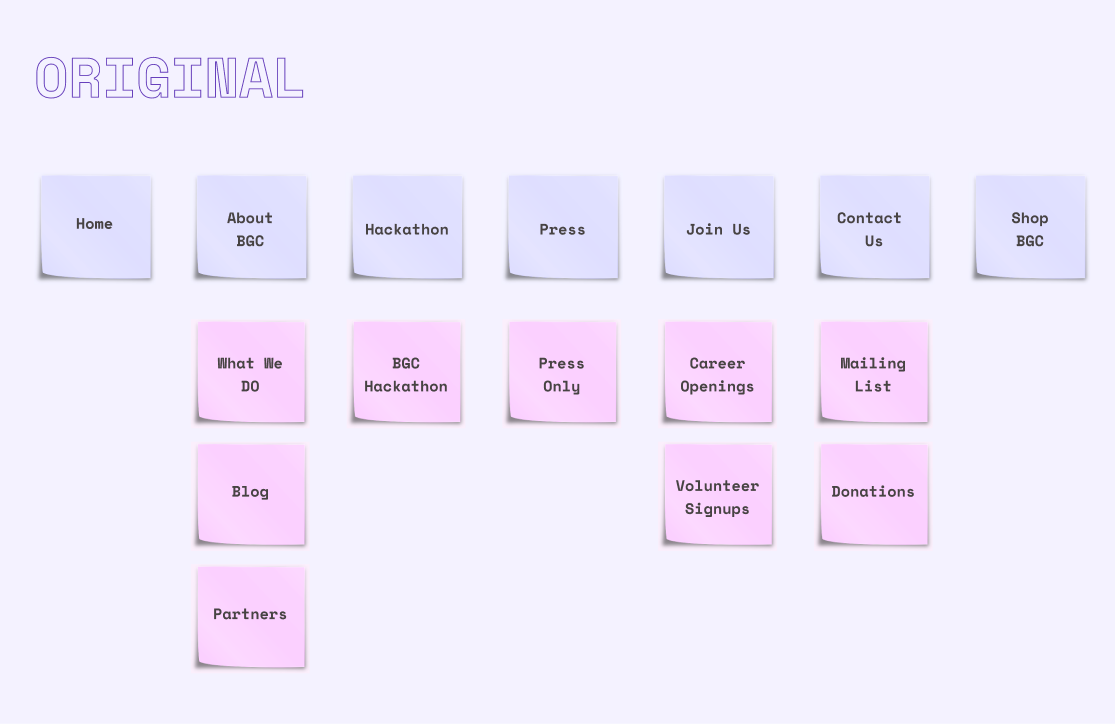 ORIGINAL
Home
About
BGC
Hackathon
Press
Join Us
Contact
Us
Shop
BGC
What We
DO
BGC
Hackathon
Press
Only
Career
Openings
Mailing
List
Blog
Volunteer
Signups
Donations
Partners